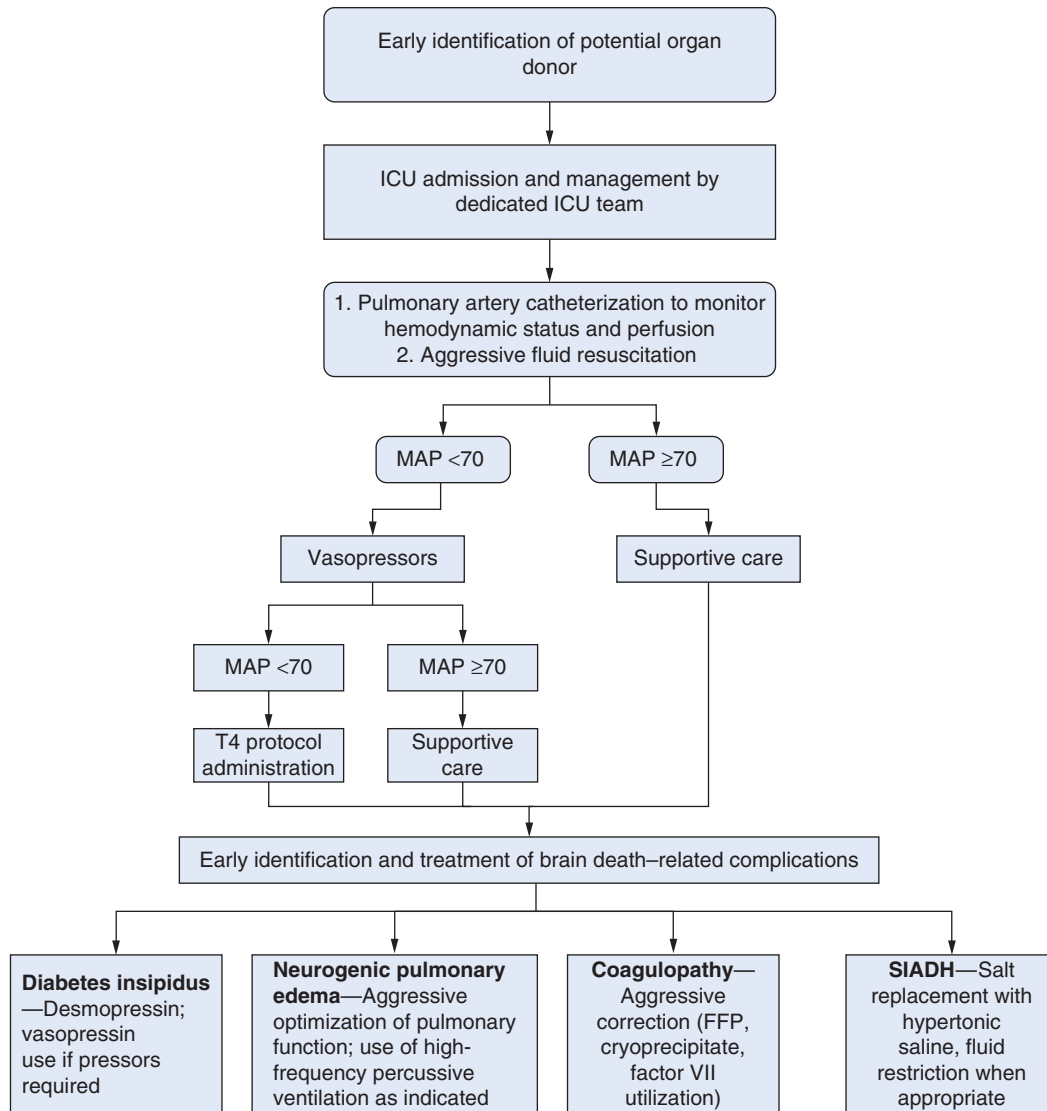 Early identification of potential organ
donor
ICU admission and management by
dedicated ICU team
1. Pulmonary artery catheterization to monitor
hemodynamic status and perfusion
2. Aggressive fluid resuscitation
MAP <70
MAP ≥70
Vasopressors
Supportive care
MAP <70
MAP ≥70
T4 protocol
administration
Supportive
care
Early identification and treatment of brain death–related complications
Diabetes insipidus
—Desmopressin;
vasopressin
use if pressors
required
Neurogenic pulmonary
edema—Aggressive
optimization of pulmonary
function; use of high-
frequency percussive
ventilation as indicated
Coagulopathy—
Aggressive
correction (FFP,
cryoprecipitate,
factor VII
utilization)
SIADH—Salt
replacement with
hypertonic
saline, fluid
restriction when
appropriate